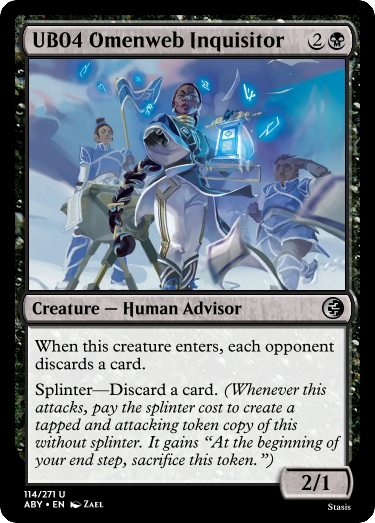 UB04 Omenweb Inquisitor 2
Creature — Human Advisor
When this creature enters, each opponent
discards a card.
Splinter—Discard a card. (Whenever this
attacks, pay the splinter cost to create a
tapped and attacking token copy of this
without splinter. It gains “At the beginning of
your end step, sacrifice this token.”)
2/1
114/271 U
ABY • EN Zael
Stasis